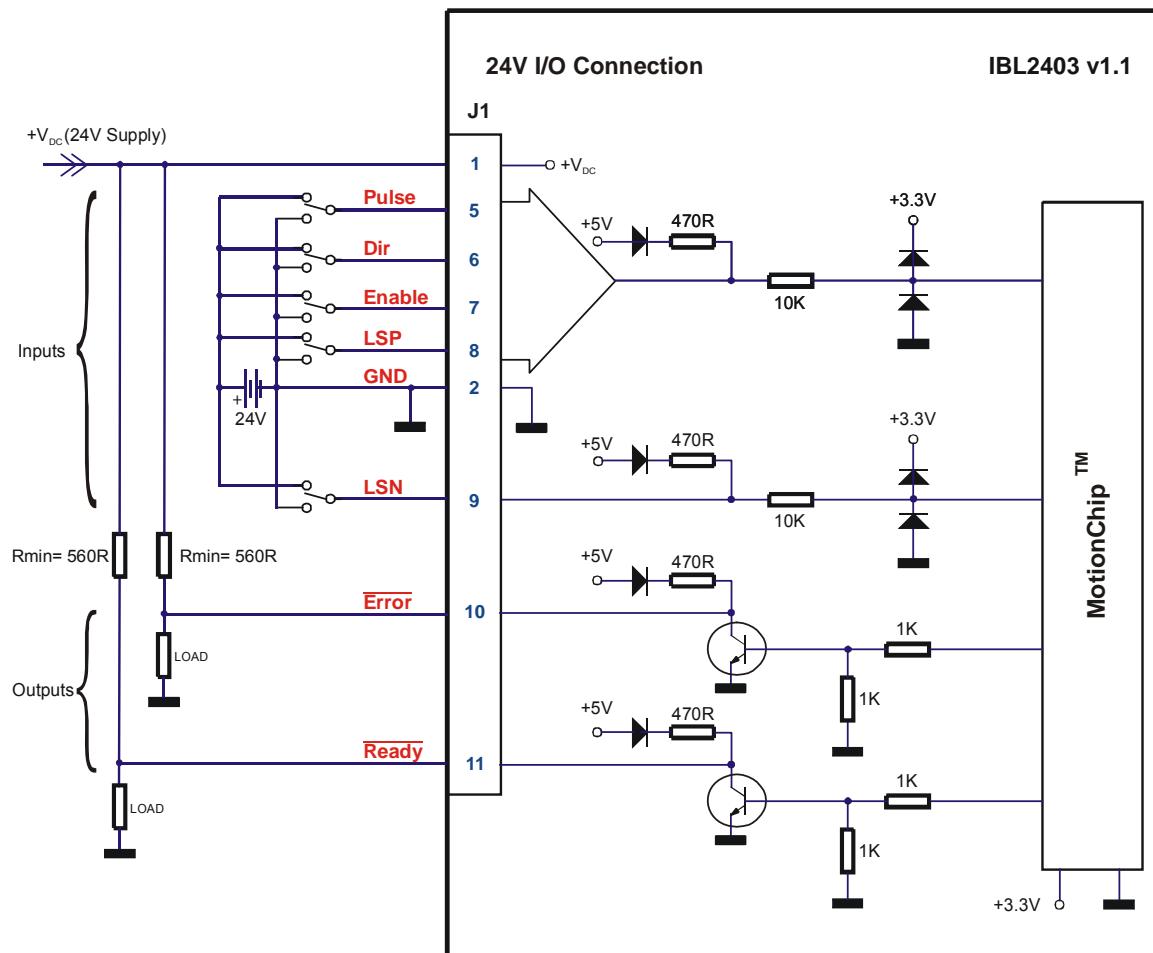 24V I/O Connection
IBL2403 v1.1
J1
+VDC (24V Supply)
1
+VDC
Pulse
5
Dir
6
Enable
7
LSP
8
GND
2
+
24V
LSN
9
Inputs
+5V
470R
10K
+3.3V
+5V
470R
10K
+3.3V
MotionChip™
Rmin= 560R
Rmin= 560R
+5V
470R
Error
10
1K
1K
LOAD
Outputs
+5V
470R
Ready
11
1K
1K
LOAD
+3.3V